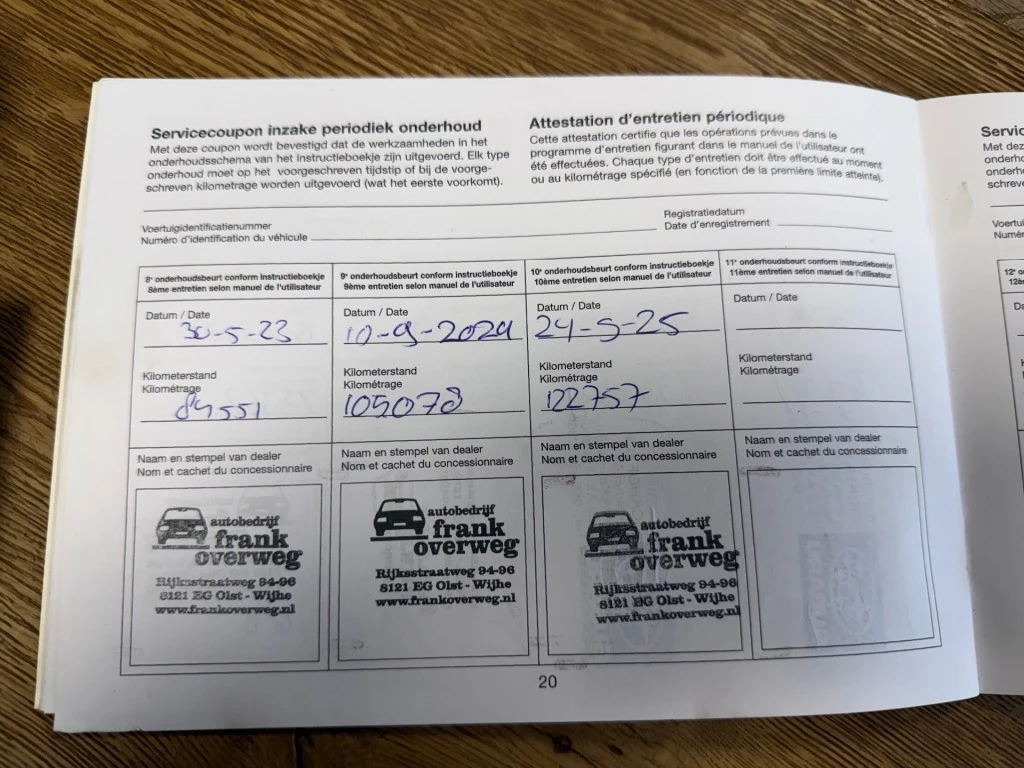 Servicecoupon inzake periodiek onderhoud
Met deze coupon wordt bevestigd dat de werkzaamheden in het
onderhoudsschema van het instructieboekje zijn uitgevoerd. Elk type
onderhoud moet op het voorgeschreven tijdstip of bij de voorge-
schreven kilometrage worden uitgevoerd (wat het eerste voorkomt).
Attestation d'entretien périodique
Cette attestation certifie que les opérations prévues dans le
programme d'entretien figurant dans le manuel de l'utilisateur ont
été effectuées. Chaque type d'entretien doit être effectué au moment
ou au kilométrage spécifié (en fonction de la première limite atteinte).
Voertuigidentificatienummer
Numéro d'identification du véhicule
Registratiedatum
Date d'enregistrement
8e onderhoudsbeurt conform instructieboekje
8ème entretien selon manuel de l'utilisateur
Datum / Date
30-5-23
Kilometerstand
Kilométrage
84551
Naam en stempel van dealer
Nom et cachet du concessionnaire
autobedrijf
frank
overweg
Rijksstraatweg 94-96
8121 EG Olst - Wijhe
www.frankoverweg.nl
9e onderhoudsbeurt conform instructieboekje
9ème entretien selon manuel de l'utilisateur
Datum / Date
10-9-2024
Kilometerstand
Kilométrage
105078
Naam en stempel van dealer
Nom et cachet du concessionnaire
autobedrijf
frank
overweg
Rijksstraatweg 94-96
8121 EG Olst - Wijhe
www.frankoverweg.nl
10e onderhoudsbeurt conform instructieboekje
10ème entretien selon manuel de l'utilisateur
Datum / Date
24-5-25
Kilometerstand
Kilométrage
122757
Naam en stempel van dealer
Nom et cachet du concessionnaire
autobedrijf
frank
overweg
Rijksstraatweg 94-96
8121 EG Olst - Wijhe
www.frankoverweg.nl
11e onderhoudsbeurt conform instructieboekje
11ème entretien selon manuel de l'utilisateur
Datum / Date
Kilometerstand
Kilométrage
Naam en stempel van dealer
Nom et cachet du concessionnaire
20